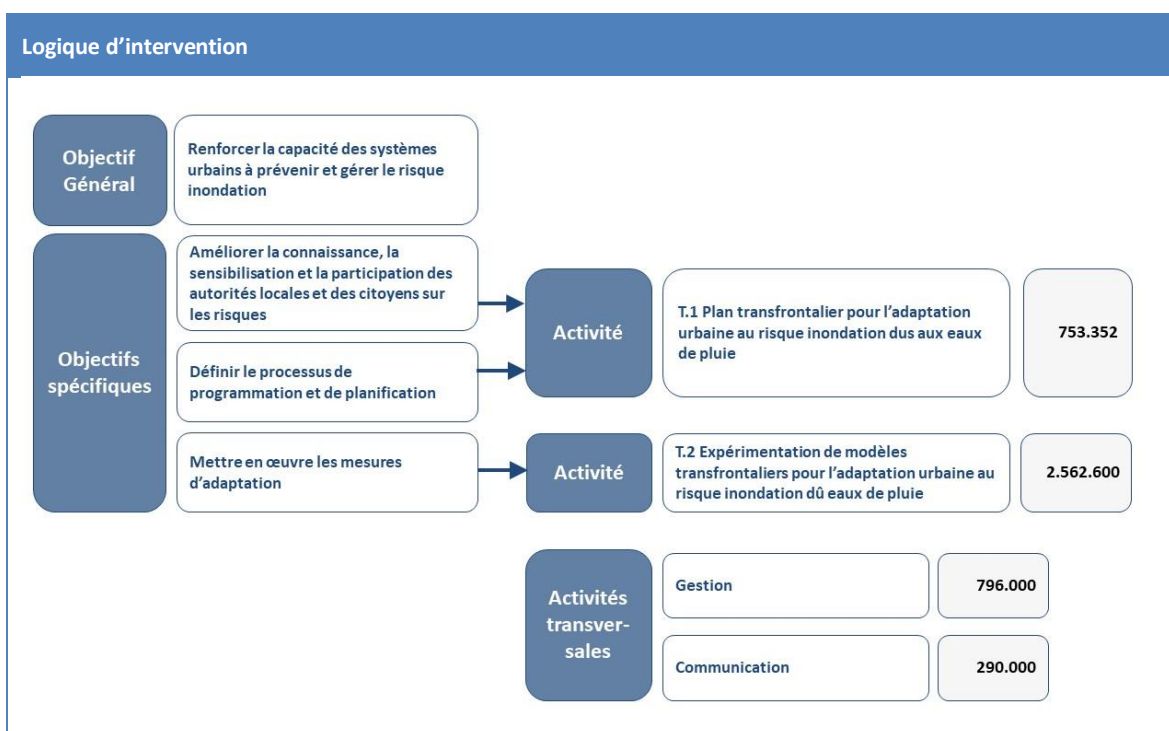 Logique d’intervention
Objectif
Général
Renforcer la capacité des systèmes
urbains à prévenir et gérer le risque
inondation
Objectifs
spécifiques
Améliorer la connaissance, la
sensibilisation et la participation des
autorités locales et des citoyens sur
les risques
Définir le processus de
programmation et de planification
Activité
T.1 Plan transfrontalier pour l’adaptation
urbaine au risque inondation dus aux eaux
de pluie
753.352
Mettre en œuvre les mesures
d’adaptation
Activité
T.2 Expérimentation de modèles
transfrontaliers pour l’adaptation urbaine au
risque inondation dû eaux de pluie
2.562.600
Activités
transver-
sales
Gestion
796.000
Communication
290.000